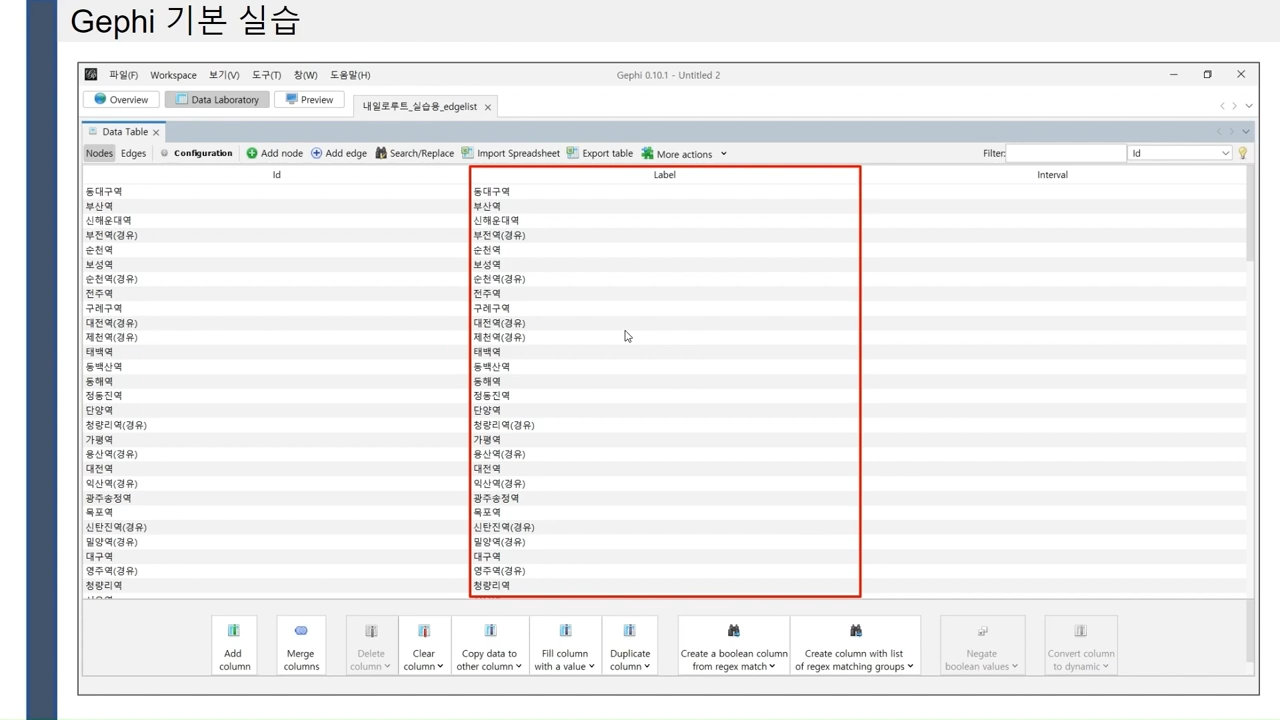 Gephi 기본 실습
파일(F) Workspace 보기(V) 도구(T) 창(W) 도움말(H) Gephi 0.10.1 - Untitled 2
Overview Data Laboratory Preview 내일로루트_실습용_edgelist
Data Table
Nodes Edges Configuration Add node Add edge Search/Replace Import Spreadsheet Export table More actions Filter: Id
Id Label Interval
동대구역 동대구역
부산역 부산역
신해운대역 신해운대역
부전역(경유) 부전역(경유)
순천역 순천역
보성역 보성역
순천역(경유) 순천역(경유)
전주역 전주역
구례구역 구례구역
대전역(경유) 대전역(경유)
제천역(경유) 제천역(경유)
태백역 태백역
동백산역 동백산역
동해역 동해역
정동진역 정동진역
단양역 단양역
청량리역(경유) 청량리역(경유)
가평역 가평역
용산역(경유) 용산역(경유)
대전역 대전역
익산역(경유) 익산역(경유)
광주송정역 광주송정역
목포역 목포역
신탄진역(경유) 신탄진역(경유)
밀양역(경유) 밀양역(경유)
대구역 대구역
영주역(경유) 영주역(경유)
청량리역 청량리역
Add column
Merge columns
Delete column
Clear column
Copy data to other column
Fill column with a value
Duplicate column
Create a boolean column from regex match
Create column with list of regex matching groups
Negate boolean values
Convert column to dynamic